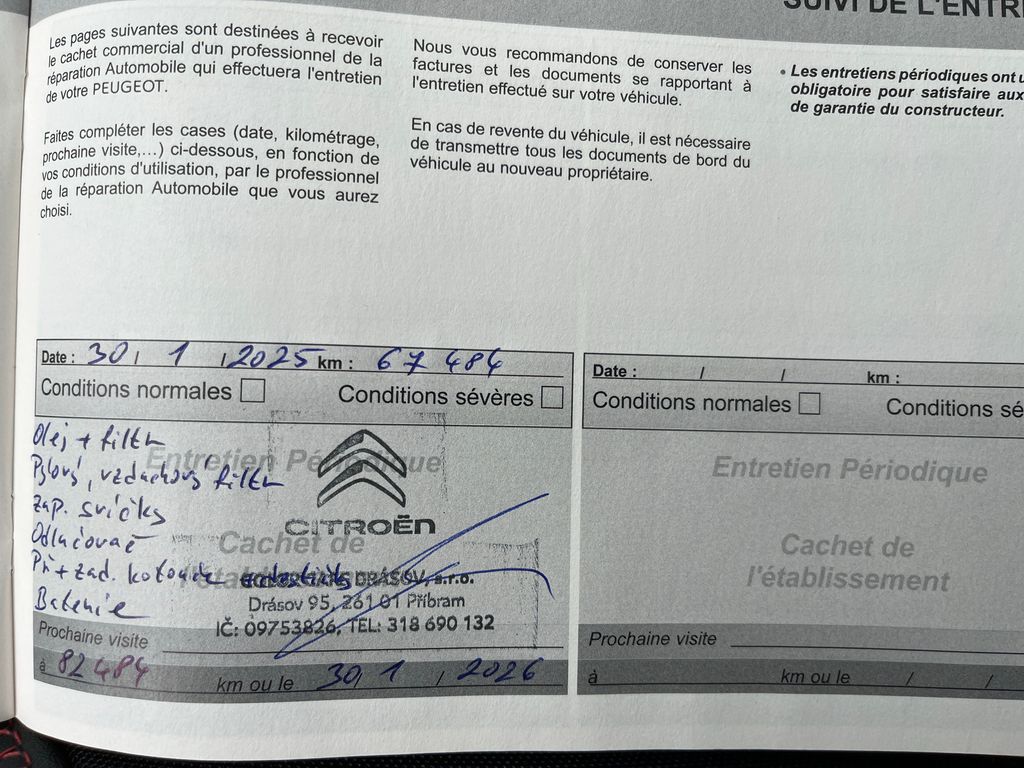 SUIVI DE L'ENTR
Les pages suivantes sont destinées à recevoir
le cachet commercial d'un professionnel de la
réparation Automobile qui effectuera l'entretien
de votre PEUGEOT.
Faites compléter les cases (date, kilométrage,
prochaine visite,...) ci-dessous, en fonction de
vos conditions d'utilisation, par le professionnel
de la réparation Automobile que vous aurez
choisi.
Nous vous recommandons de conserver les
factures et les documents se rapportant à
l'entretien effectué sur votre véhicule.
En cas de revente du véhicule, il est nécessaire
de transmettre tous les documents de bord du
véhicule au nouveau propriétaire.
• Les entretiens périodiques ont u
obligatoire pour satisfaire aux
de garantie du constructeur.
Date : 30 / 1 / 2025 km : 67 484
Conditions normales Conditions sévères
Entretien Périodique
Cachet de
l'établissement
Olej + filtr
Pylový, vzduchový filtr
Zap. svíčky
Odlučovač
Př + zad. kotouče
Baterie
CITROËN
DRÁSOV, s.r.o.
Drásov 95, 261 01 Příbram
IČ: 09753826, TEL: 318 690 132
Prochaine visite
à 82 484 km ou le 30 / 1 / 2026
Date : / / km :
Conditions normales Conditions sé
Entretien Périodique
Cachet de
l'établissement
Prochaine visite
à km ou le / /